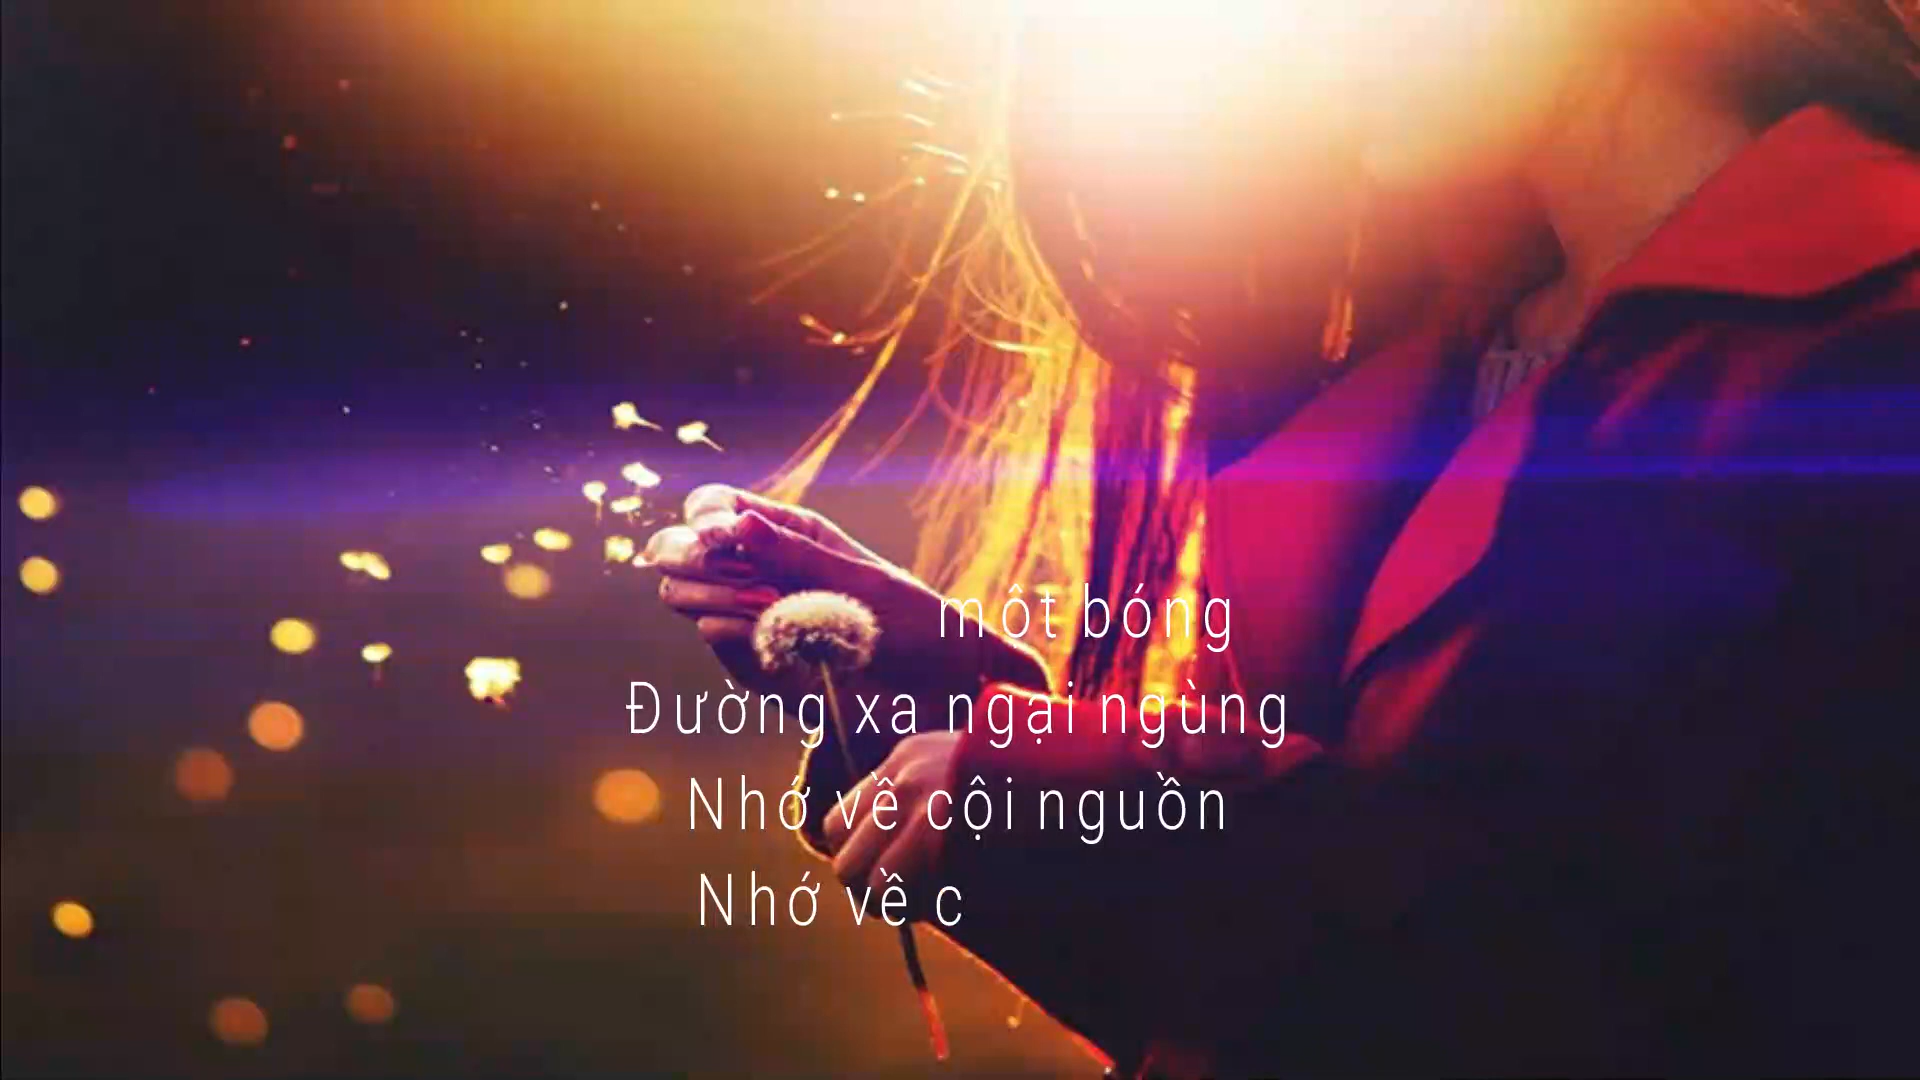 một bóng
Đường xa ngại ngùng
Nhớ về cội nguồn
Nhớ về c